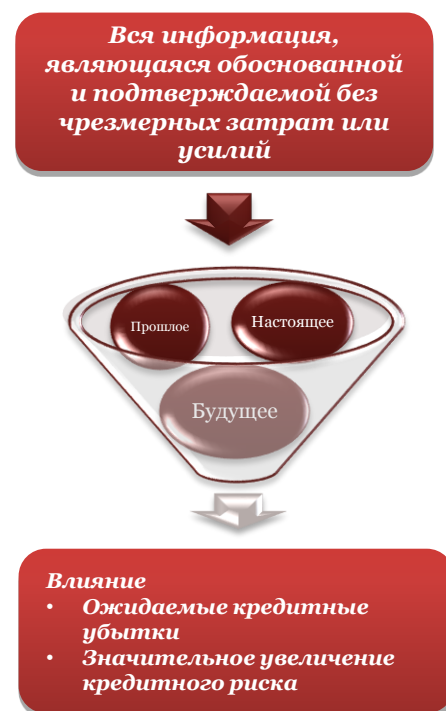 Вся информация,
являющаяся обоснованной
и подтверждаемой без
чрезмерных затрат или
усилий
Прошлое
Настоящее
Будущее
Влияние
• Ожидаемые кредитные
убытки
• Значительное увеличение
кредитного риска